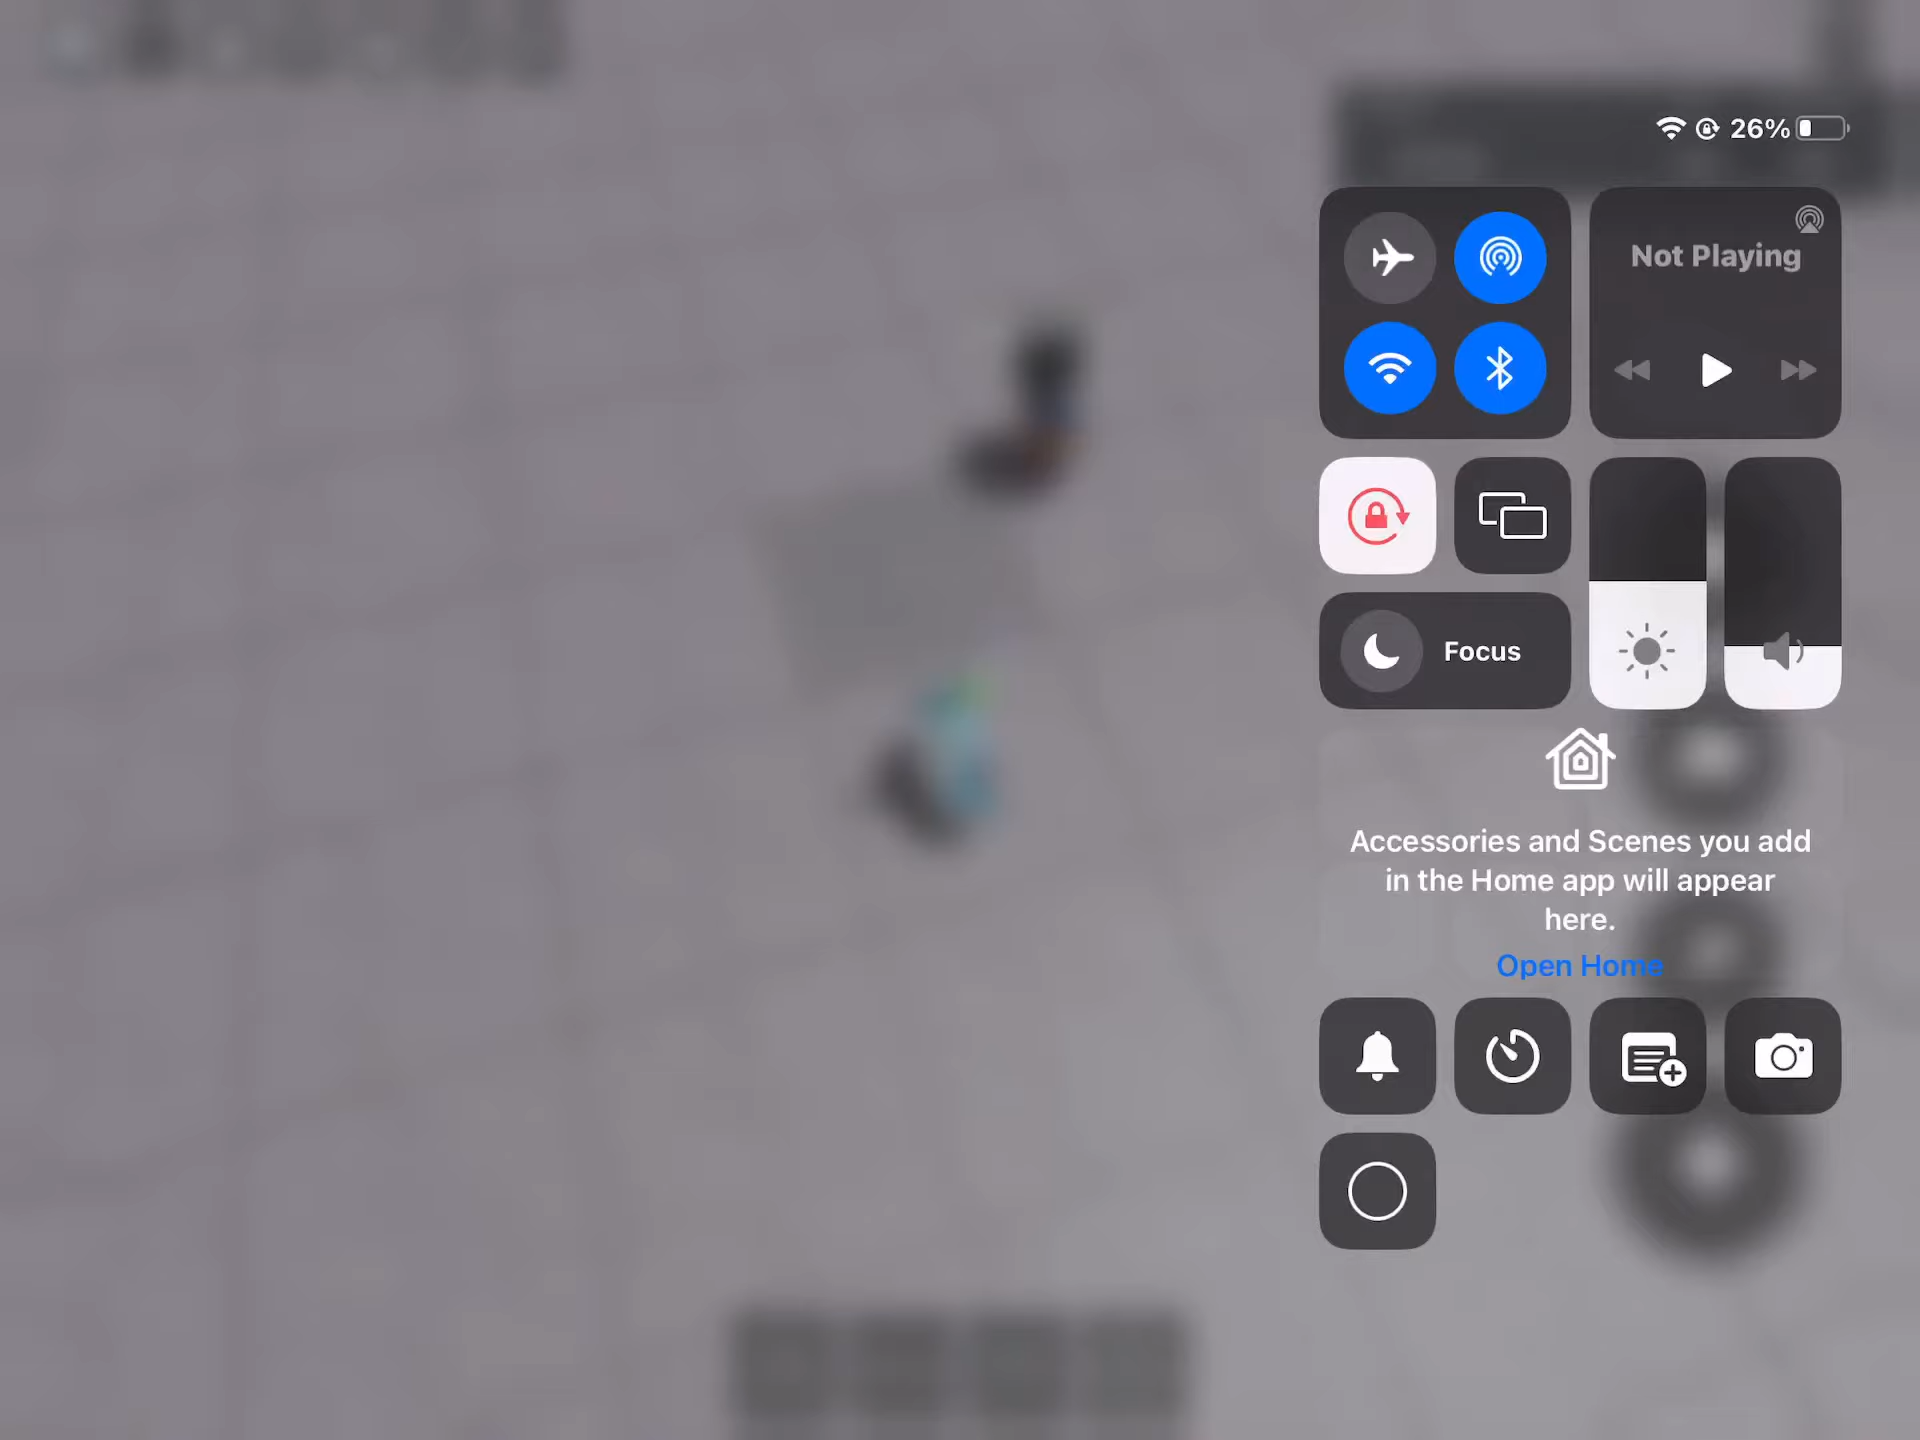 26%
Not Playing
Focus
Accessories and Scenes you add
in the Home app will appear
here.
Open Home